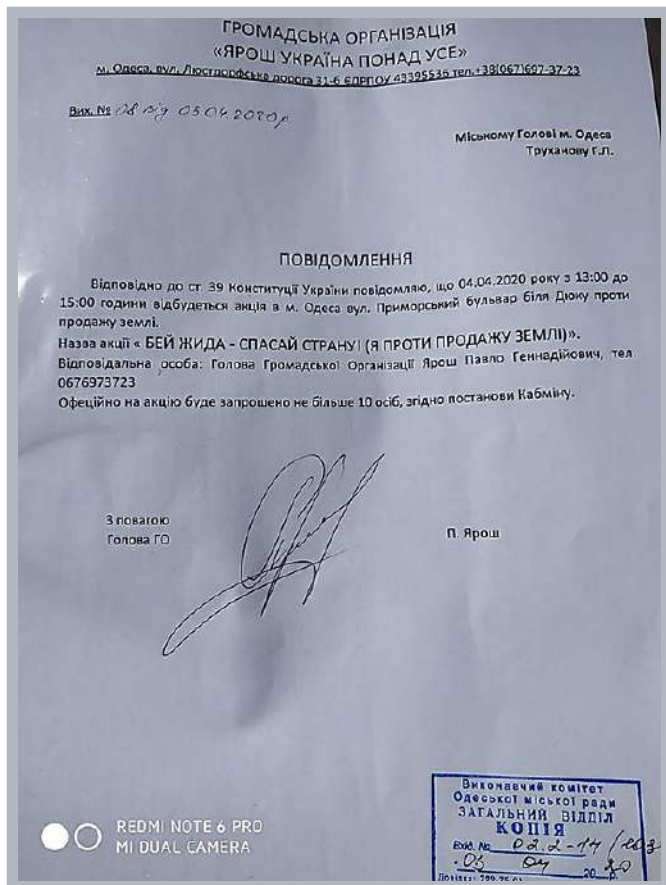 ГРОМАДСЬКА ОРГАНІЗАЦІЯ
«ЯРОШ УКРАЇНА ПОНАД УСЕ»
м. Одеса, вул. Люстдорфська дорога 31-б ЄДРПОУ 43395536 тел.+38(067)697-37-23
Вих. № 08 від 03.04.2020 р
Міському Голові м. Одеса
Труханову Г.Л.
ПОВІДОМЛЕННЯ
Відповідно до ст. 39 Конституції України повідомляю, що 04.04.2020 року з 13:00 до
15:00 години відбудеться акція в м. Одеса вул. Приморський бульвар біля Дюку проти
продажу землі.
Назва акції « БЕЙ ЖИДА - СПАСАЙ СТРАНУ! (Я ПРОТИ ПРОДАЖУ ЗЕМЛІ)».
Відповідальна особа: Голова Громадської Організації Ярош Павло Геннадійович, тел
0676973723
Офеційно на акцію буде запрошено не більше 10 осіб, згідно постанови Кабміну.
З повагою
Голова ГО
П. Ярош
Виконавчий комітет
Одеської міської ради
ЗАГАЛЬНИЙ ВІДДІЛ
КОПІЯ
Вхід. № 02.2-14/
03 04 2020 р.
REDMI NOTE 6 PRO
MI DUAL CAMERA